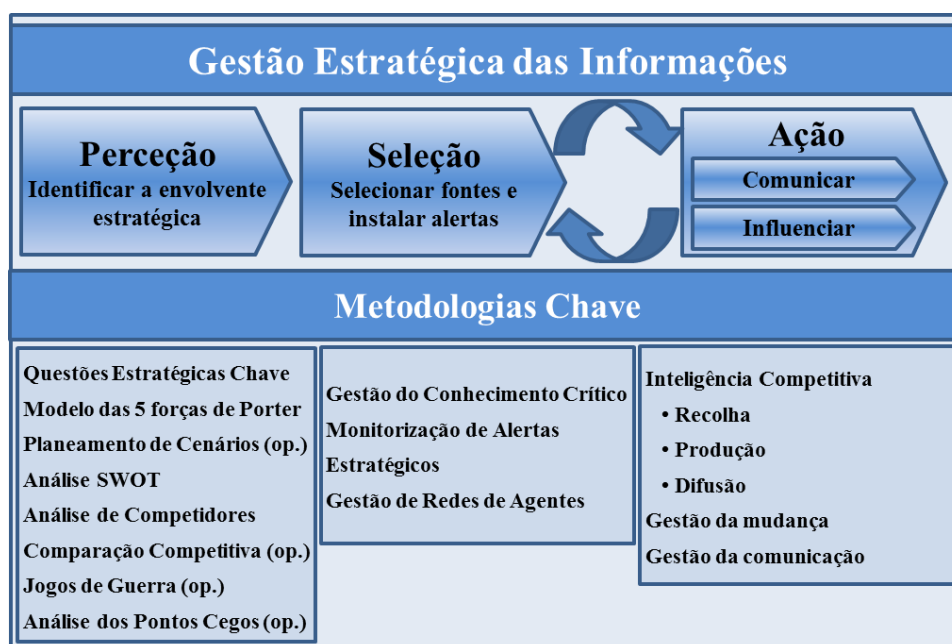 Gestão Estratégica das Informações
Perceção
Identificar a envolvente
estratégica
Seleção
Selecionar fontes e
instalar alertas
Ação
Comunicar
Influenciar
Metodologias Chave
Questões Estratégicas Chave
Modelo das 5 forças de Porter
Planeamento de Cenários (op.)
Análise SWOT
Análise de Competidores
Comparação Competitiva (op.)
Jogos de Guerra (op.)
Análise dos Pontos Cegos (op.)
Gestão do Conhecimento Crítico
Monitorização de Alertas
Estratégicos
Gestão de Redes de Agentes
Inteligência Competitiva
• Recolha
• Produção
• Difusão
Gestão da mudança
Gestão da comunicação